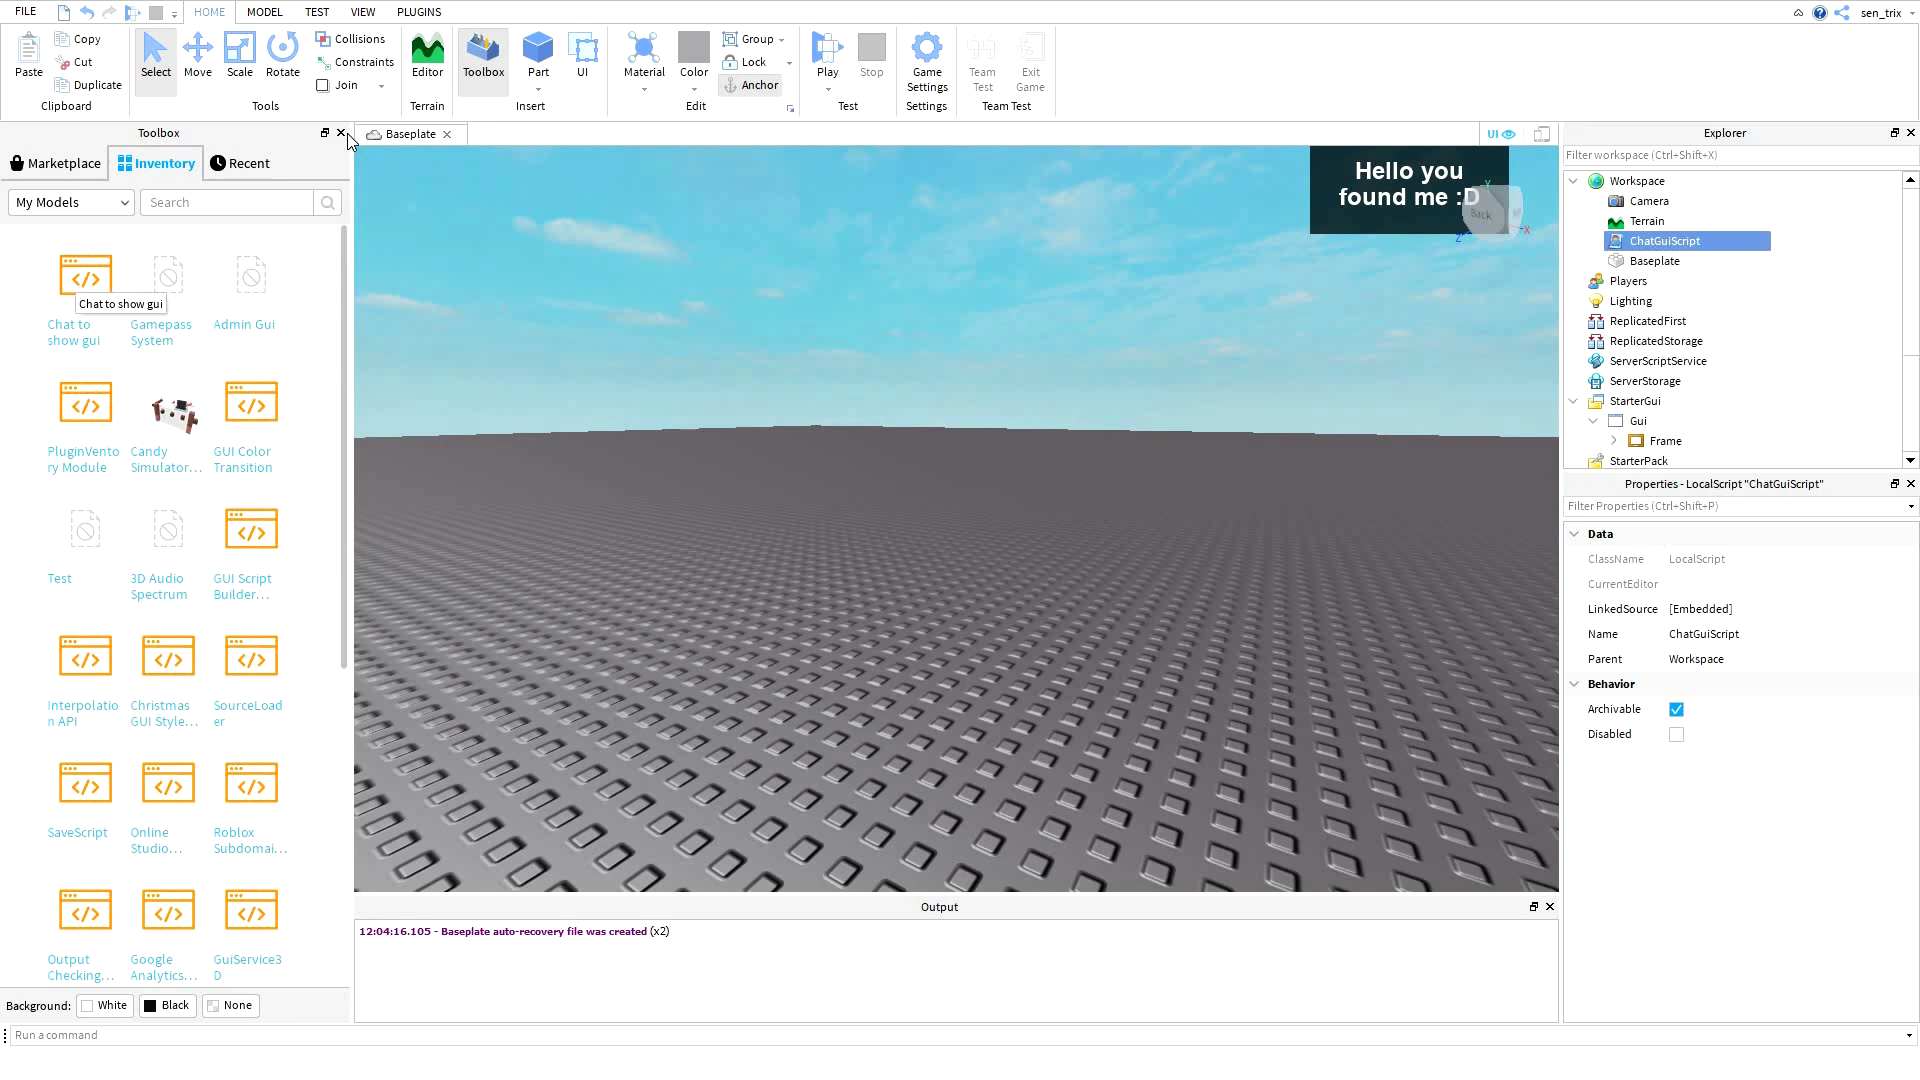 FILE
HOME
MODEL
TEST
VIEW
PLUGINS
sen_trix
Paste
Copy
Cut
Duplicate
Clipboard
Select
Move
Scale
Rotate
Collisions
Constraints
Join
Tools
Editor
Terrain
Toolbox
Part
UI
Insert
Material
Color
Group
Lock
Anchor
Edit
Play
Stop
Test
Game
Settings
Settings
Team
Test
Exit
Game
Team Test
Toolbox
Marketplace
Inventory
Recent
My Models
Search
Chat to show gui
Chat to
show gui
Gamepass
System
Admin Gui
PluginVento
ry Module
Candy
Simulator...
GUI Color
Transition
Test
3D Audio
Spectrum
GUI Script
Builder...
Interpolatio
n API
Christmas
GUI Style...
SourceLoad
er
SaveScript
Online
Studio...
Roblox
Subdomai...
Output
Checking...
Google
Analytics...
GuiService3
D
Background:
White
Black
None
Run a command
Baseplate
UI
Hello you
found me :D
Y
Back
Z
X
Output
12:04:16.105 - Baseplate auto-recovery file was created (x2)
Explorer
Filter workspace (Ctrl+Shift+X)
Workspace
Camera
Terrain
ChatGuiScript
Baseplate
Players
Lighting
ReplicatedFirst
ReplicatedStorage
ServerScriptService
ServerStorage
StarterGui
Gui
Frame
StarterPack
Properties - LocalScript "ChatGuiScript"
Filter Properties (Ctrl+Shift+P)
Data
ClassName LocalScript
CurrentEditor
LinkedSource [Embedded]
Name ChatGuiScript
Parent Workspace
Behavior
Archivable
Disabled